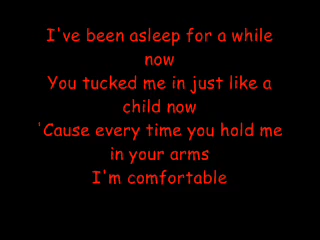 I've been asleep for a while
now
You tucked me in just like a
child now
'Cause every time you hold me
in your arms
I'm comfortable